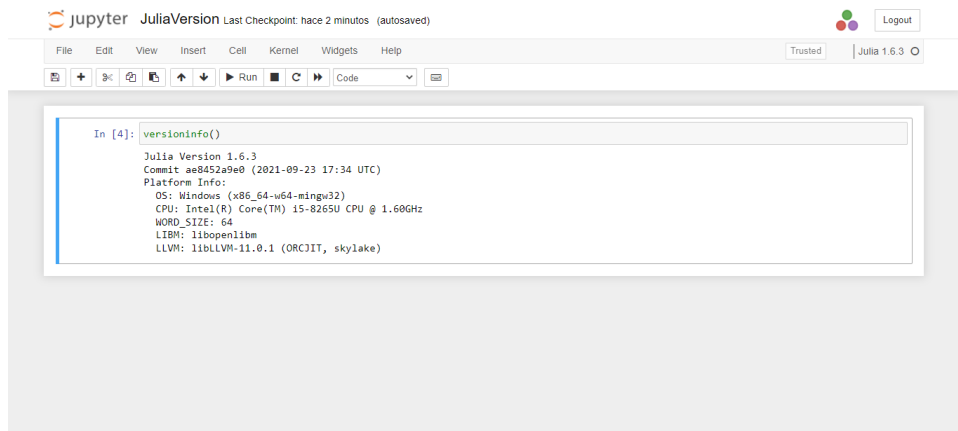 jupyter JuliaVersion Last Checkpoint: hace 2 minutos (autosaved) Logout
File Edit View Insert Cell Kernel Widgets Help Trusted Julia 1.6.3
Run Code
In [4]: versioninfo()
Julia Version 1.6.3
Commit ae8452a9e0 (2021-09-23 17:34 UTC)
Platform Info:
OS: Windows (x86_64-w64-mingw32)
CPU: Intel(R) Core(TM) i5-8265U CPU @ 1.60GHz
WORD_SIZE: 64
LIBM: libopenlibm
LLVM: libLLVM-11.0.1 (ORCJIT, skylake)